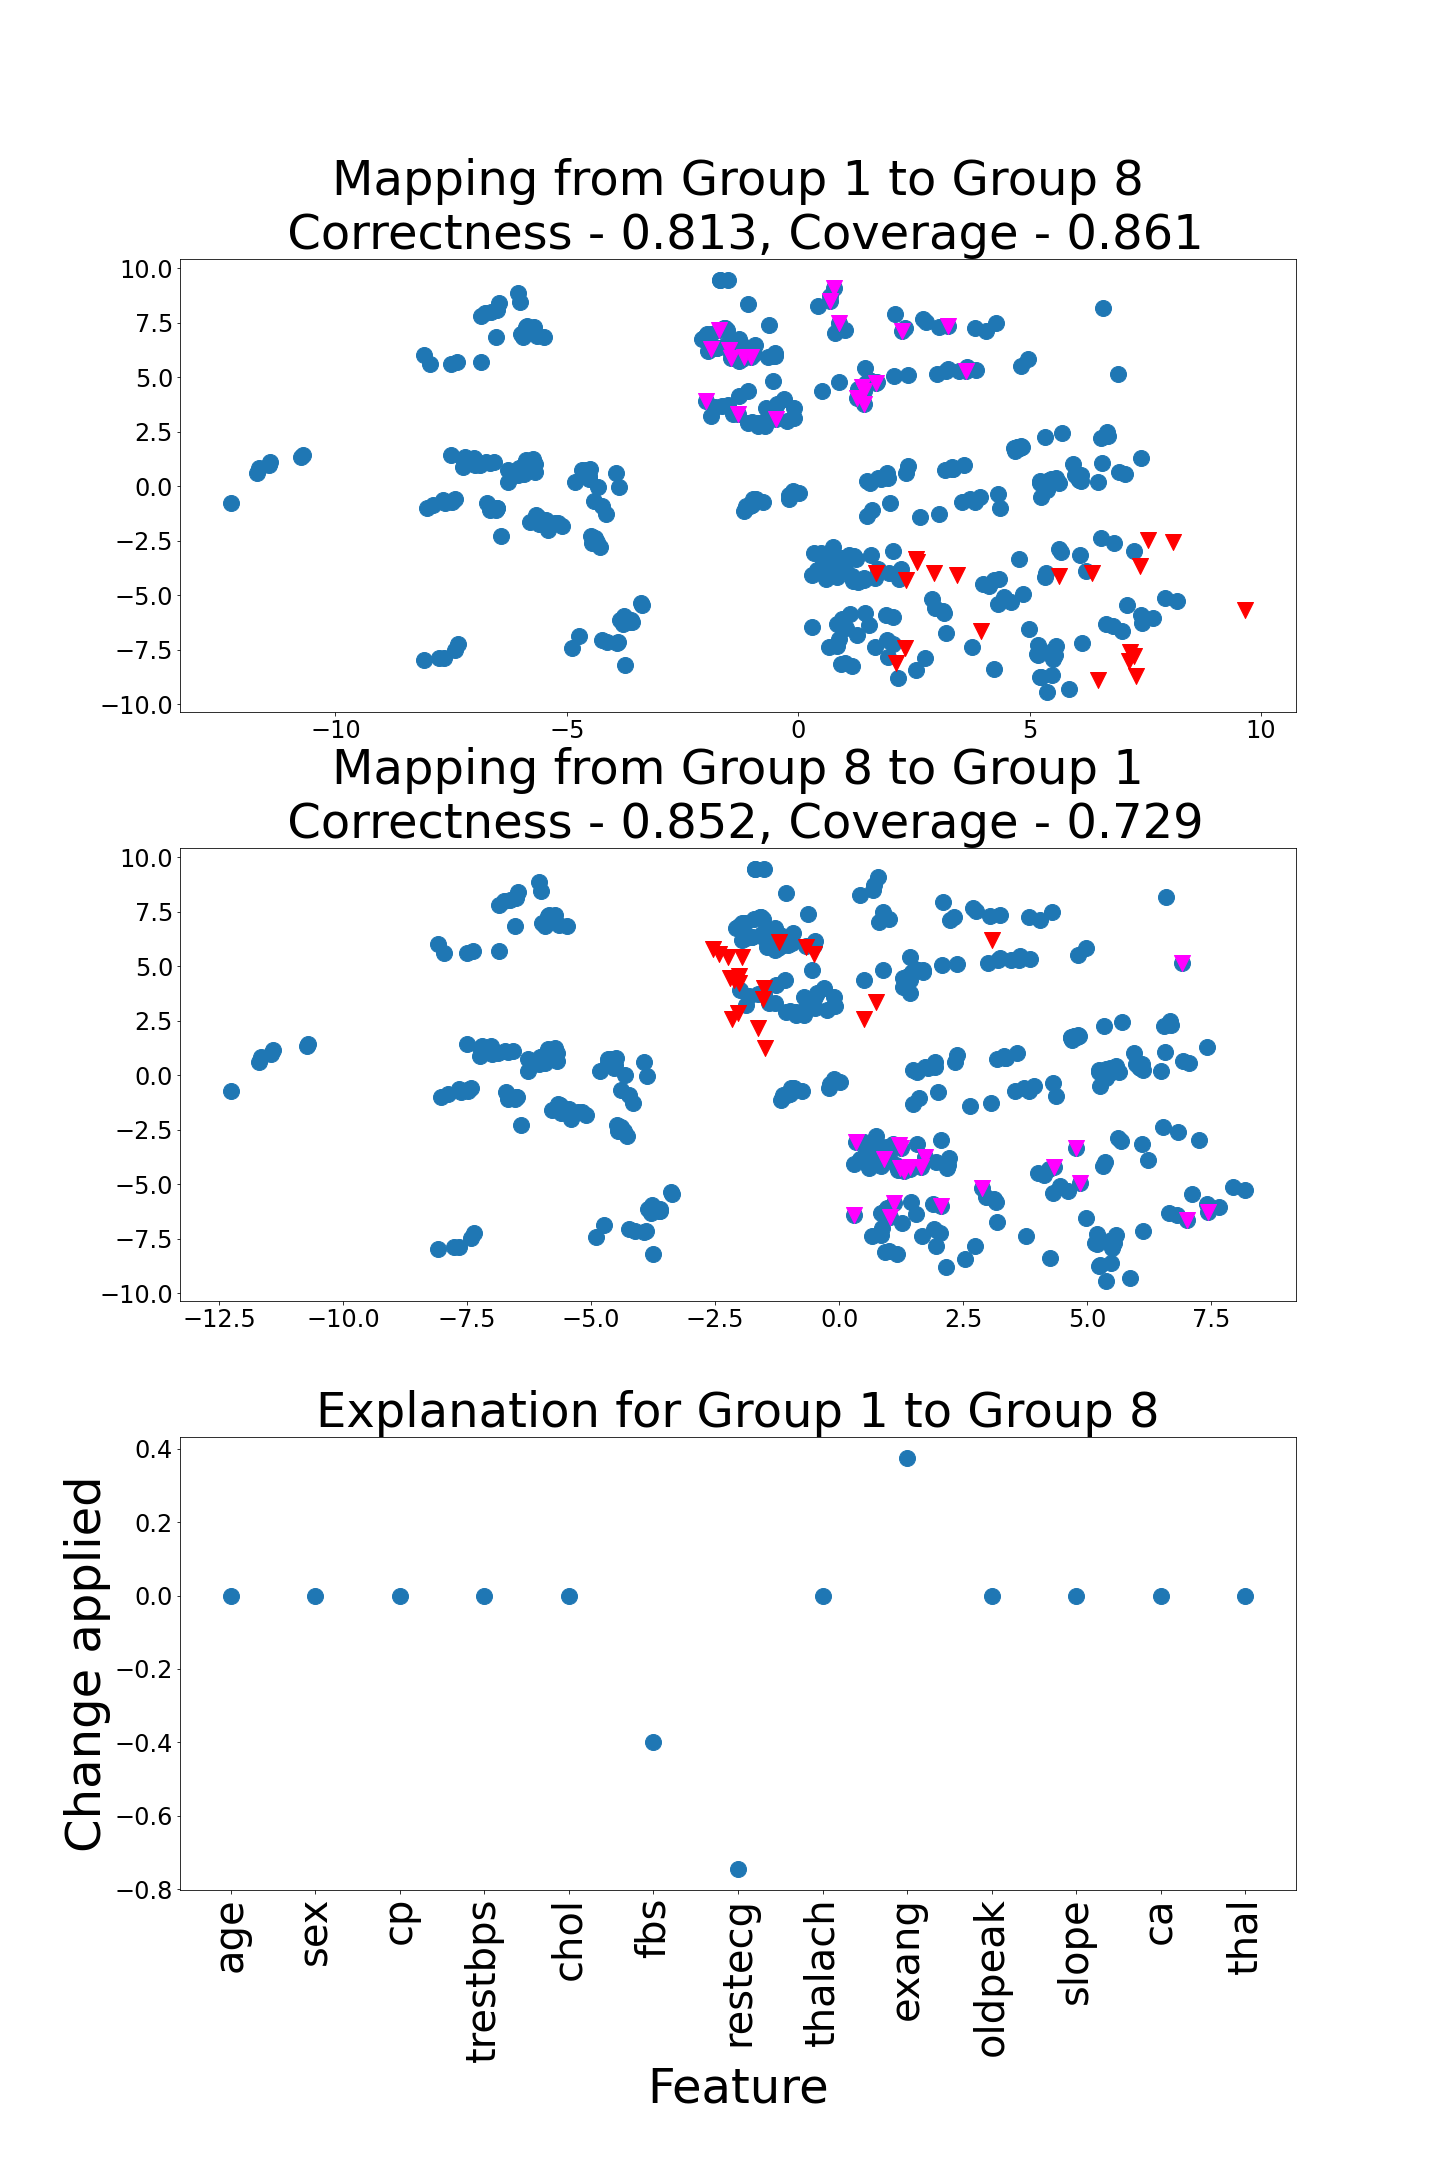 Mapping from Group 1 to Group 8
Correctness - 0.813, Coverage - 0.861
10.0
7.5
5.0
2.5
0.0
−2.5
−5.0
−7.5
−10.0
−10
−5
0
5
10
Mapping from Group 8 to Group 1
Correctness - 0.852, Coverage - 0.729
10.0
7.5
5.0
2.5
0.0
−2.5
−5.0
−7.5
−10.0
−12.5
−10.0
−7.5
−5.0
−2.5
0.0
2.5
5.0
7.5
Explanation for Group 1 to Group 8
Change applied
0.4
0.2
0.0
−0.2
−0.4
−0.6
−0.8
age
sex
cp
trestbps
chol
fbs
restecg
thalach
exang
oldpeak
slope
ca
thal
Feature